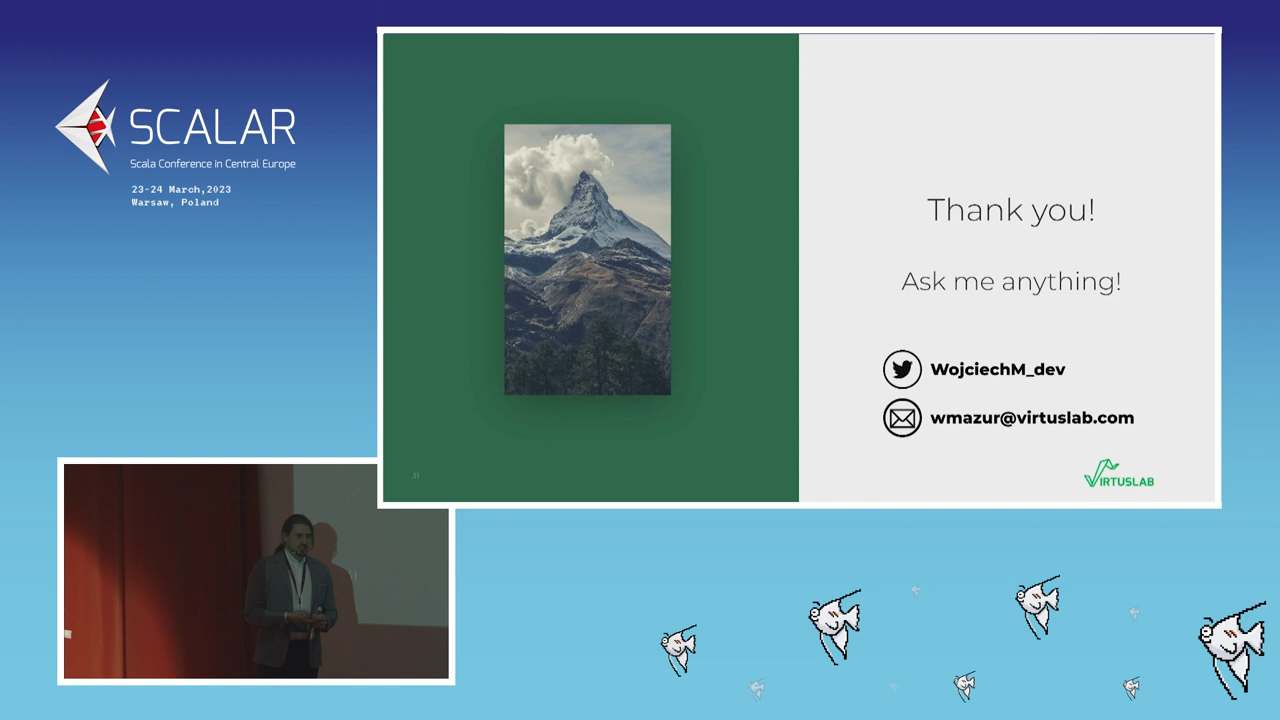 SCALAR
Scala Conference in Central Europe
23-24 March,2023
Warsaw, Poland
Thank you!
Ask me anything!
WojciechM_dev
wmazur@virtuslab.com
VIRTUSLAB